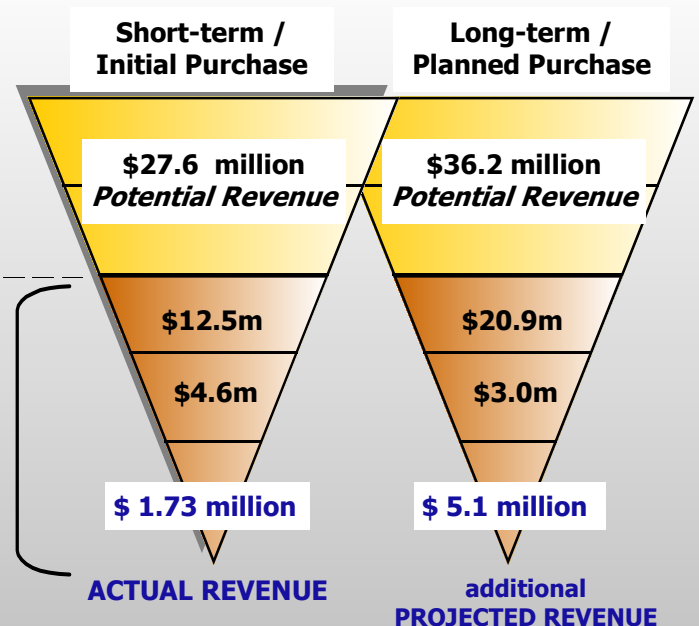 Short-term /
Initial Purchase
Long-term /
Planned Purchase
$27.6 million
Potential Revenue
$36.2 million
Potential Revenue
$12.5m
$20.9m
$4.6m
$3.0m
$ 1.73 million
$ 5.1 million
ACTUAL REVENUE
additional
PROJECTED REVENUE